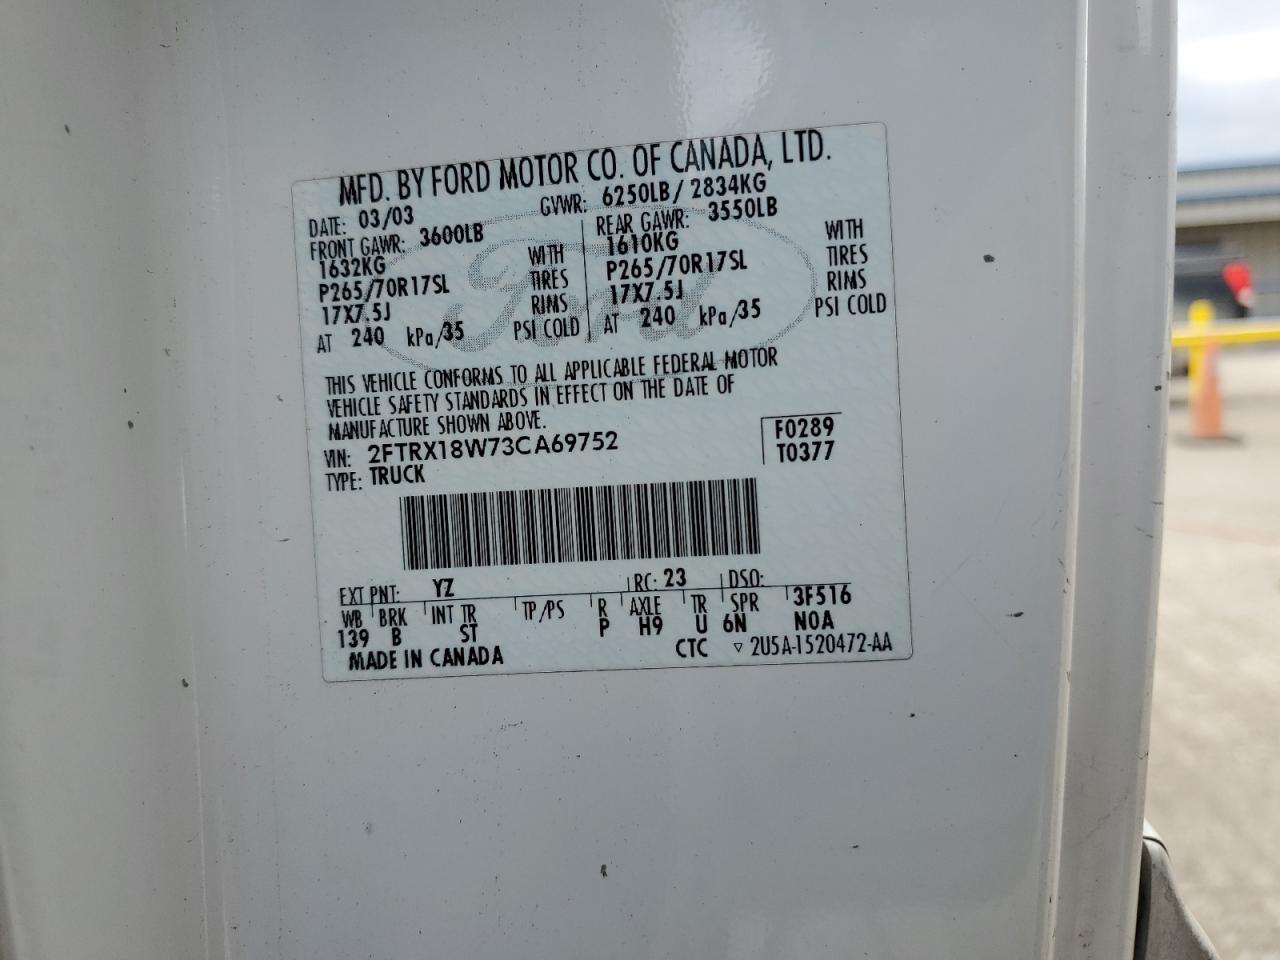 MFD. BY FORD MOTOR CO. OF CANADA, LTD.
DATE: 03/03 GVWR: 6250LB/ 2834KG
FRONT GAWR: 3600LB REAR GAWR: 3550LB
1632KG WITH 1610KG WITH
P265/70R17SL TIRES P265/70R17SL TIRES
17X7.5J RIMS 17X7.5J RIMS
AT 240 kPa/35 PSI COLD AT 240 kPa/35 PSI COLD
Ford
THIS VEHICLE CONFORMS TO ALL APPLICABLE FEDERAL MOTOR
VEHICLE SAFETY STANDARDS IN EFFECT ON THE DATE OF
MANUFACTURE SHOWN ABOVE.
VIN: 2FTRX18W73CA69752 F0289
TYPE: TRUCK T0377
EXT PNT: YZ RC: 23 DSO:
WB BRK INT TR TP/PS R AXLE TR SPR 3F516
139 B ST P H9 U 6N NOA
MADE IN CANADA CTC ▽ 2U5A-1520472-AA